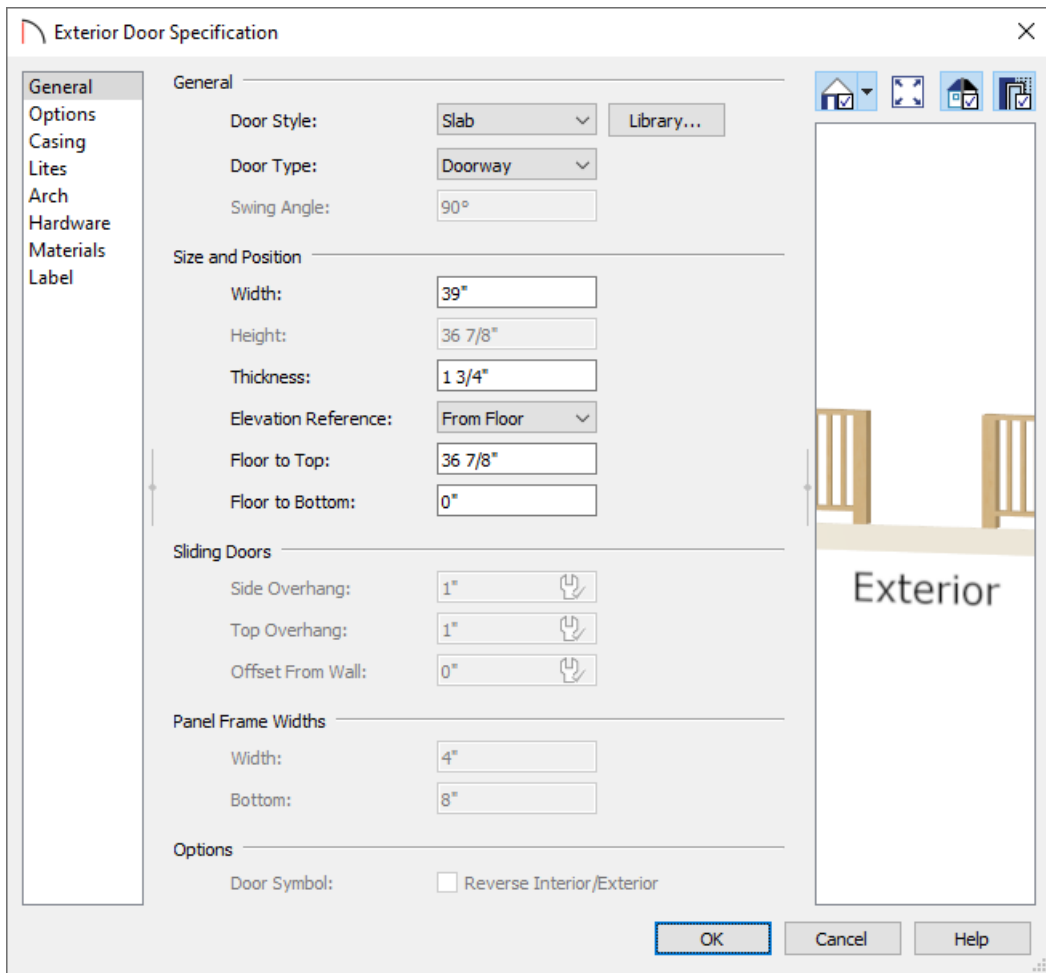 Exterior Door Specification
General
Options
Casing
Lites
Arch
Hardware
Materials
Label
General
Door Style: Slab Library...
Door Type: Doorway
Swing Angle: 90°
Size and Position
Width: 39"
Height: 36 7/8"
Thickness: 1 3/4"
Elevation Reference: From Floor
Floor to Top: 36 7/8"
Floor to Bottom: 0"
Sliding Doors
Side Overhang: 1"
Top Overhang: 1"
Offset From Wall: 0"
Panel Frame Widths
Width: 4"
Bottom: 8"
Options
Door Symbol: Reverse Interior/Exterior
Exterior
OK Cancel Help